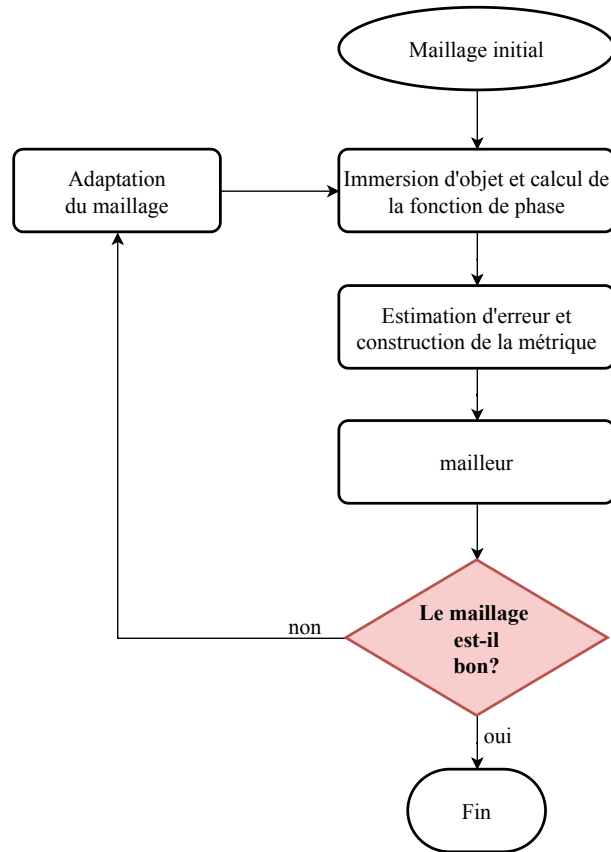 Maillage initial
Adaptation
du maillage
Immersion d'objet et calcul de
la fonction de phase
Estimation d'erreur et
construction de la métrique
mailleur
Le maillage
est-il
bon?
non
oui
Fin